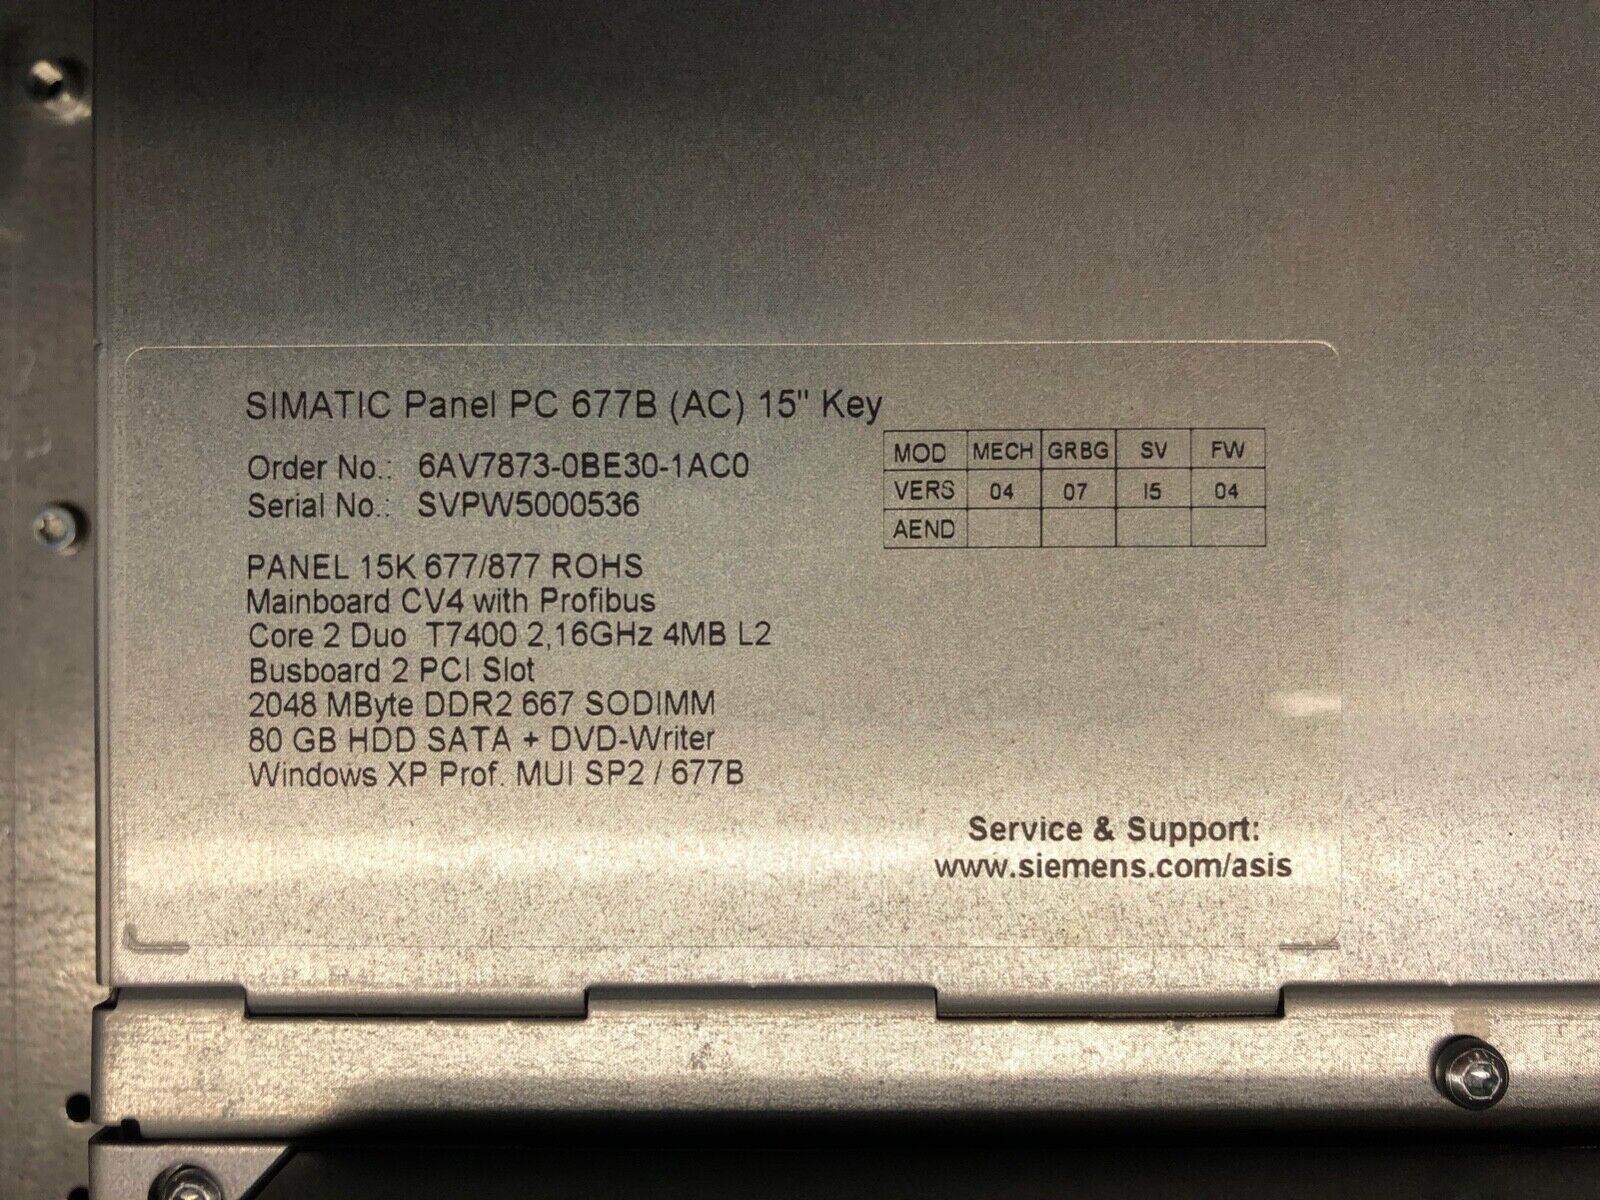 SIMATIC Panel PC 677B (AC) 15" Key
Order No.: 6AV7873-0BE30-1AC0
Serial No.: SVPW5000536
MOD MECH GRBG SV FW
VERS 04 07 I5 04
AEND
PANEL 15K 677/877 ROHS
Mainboard CV4 with Profibus
Core 2 Duo T7400 2,16GHz 4MB L2
Busboard 2 PCI Slot
2048 MByte DDR2 667 SODIMM
80 GB HDD SATA + DVD-Writer
Windows XP Prof. MUI SP2 / 677B
Service & Support:
www.siemens.com/asis